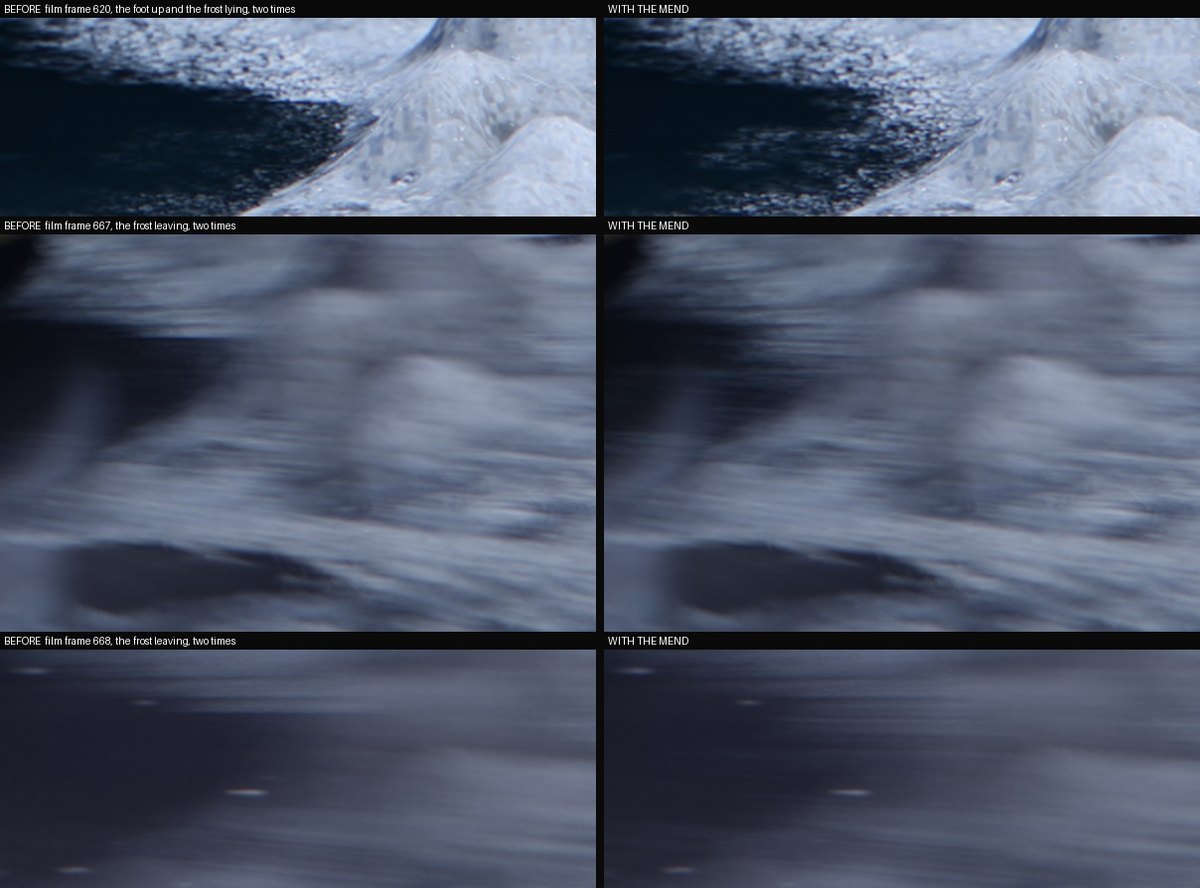 BEFORE film frame 620, the foot up and the frost lying, two times
WITH THE MEND
BEFORE film frame 667, the frost leaving, two times
WITH THE MEND
BEFORE film frame 668, the frost leaving, two times
WITH THE MEND